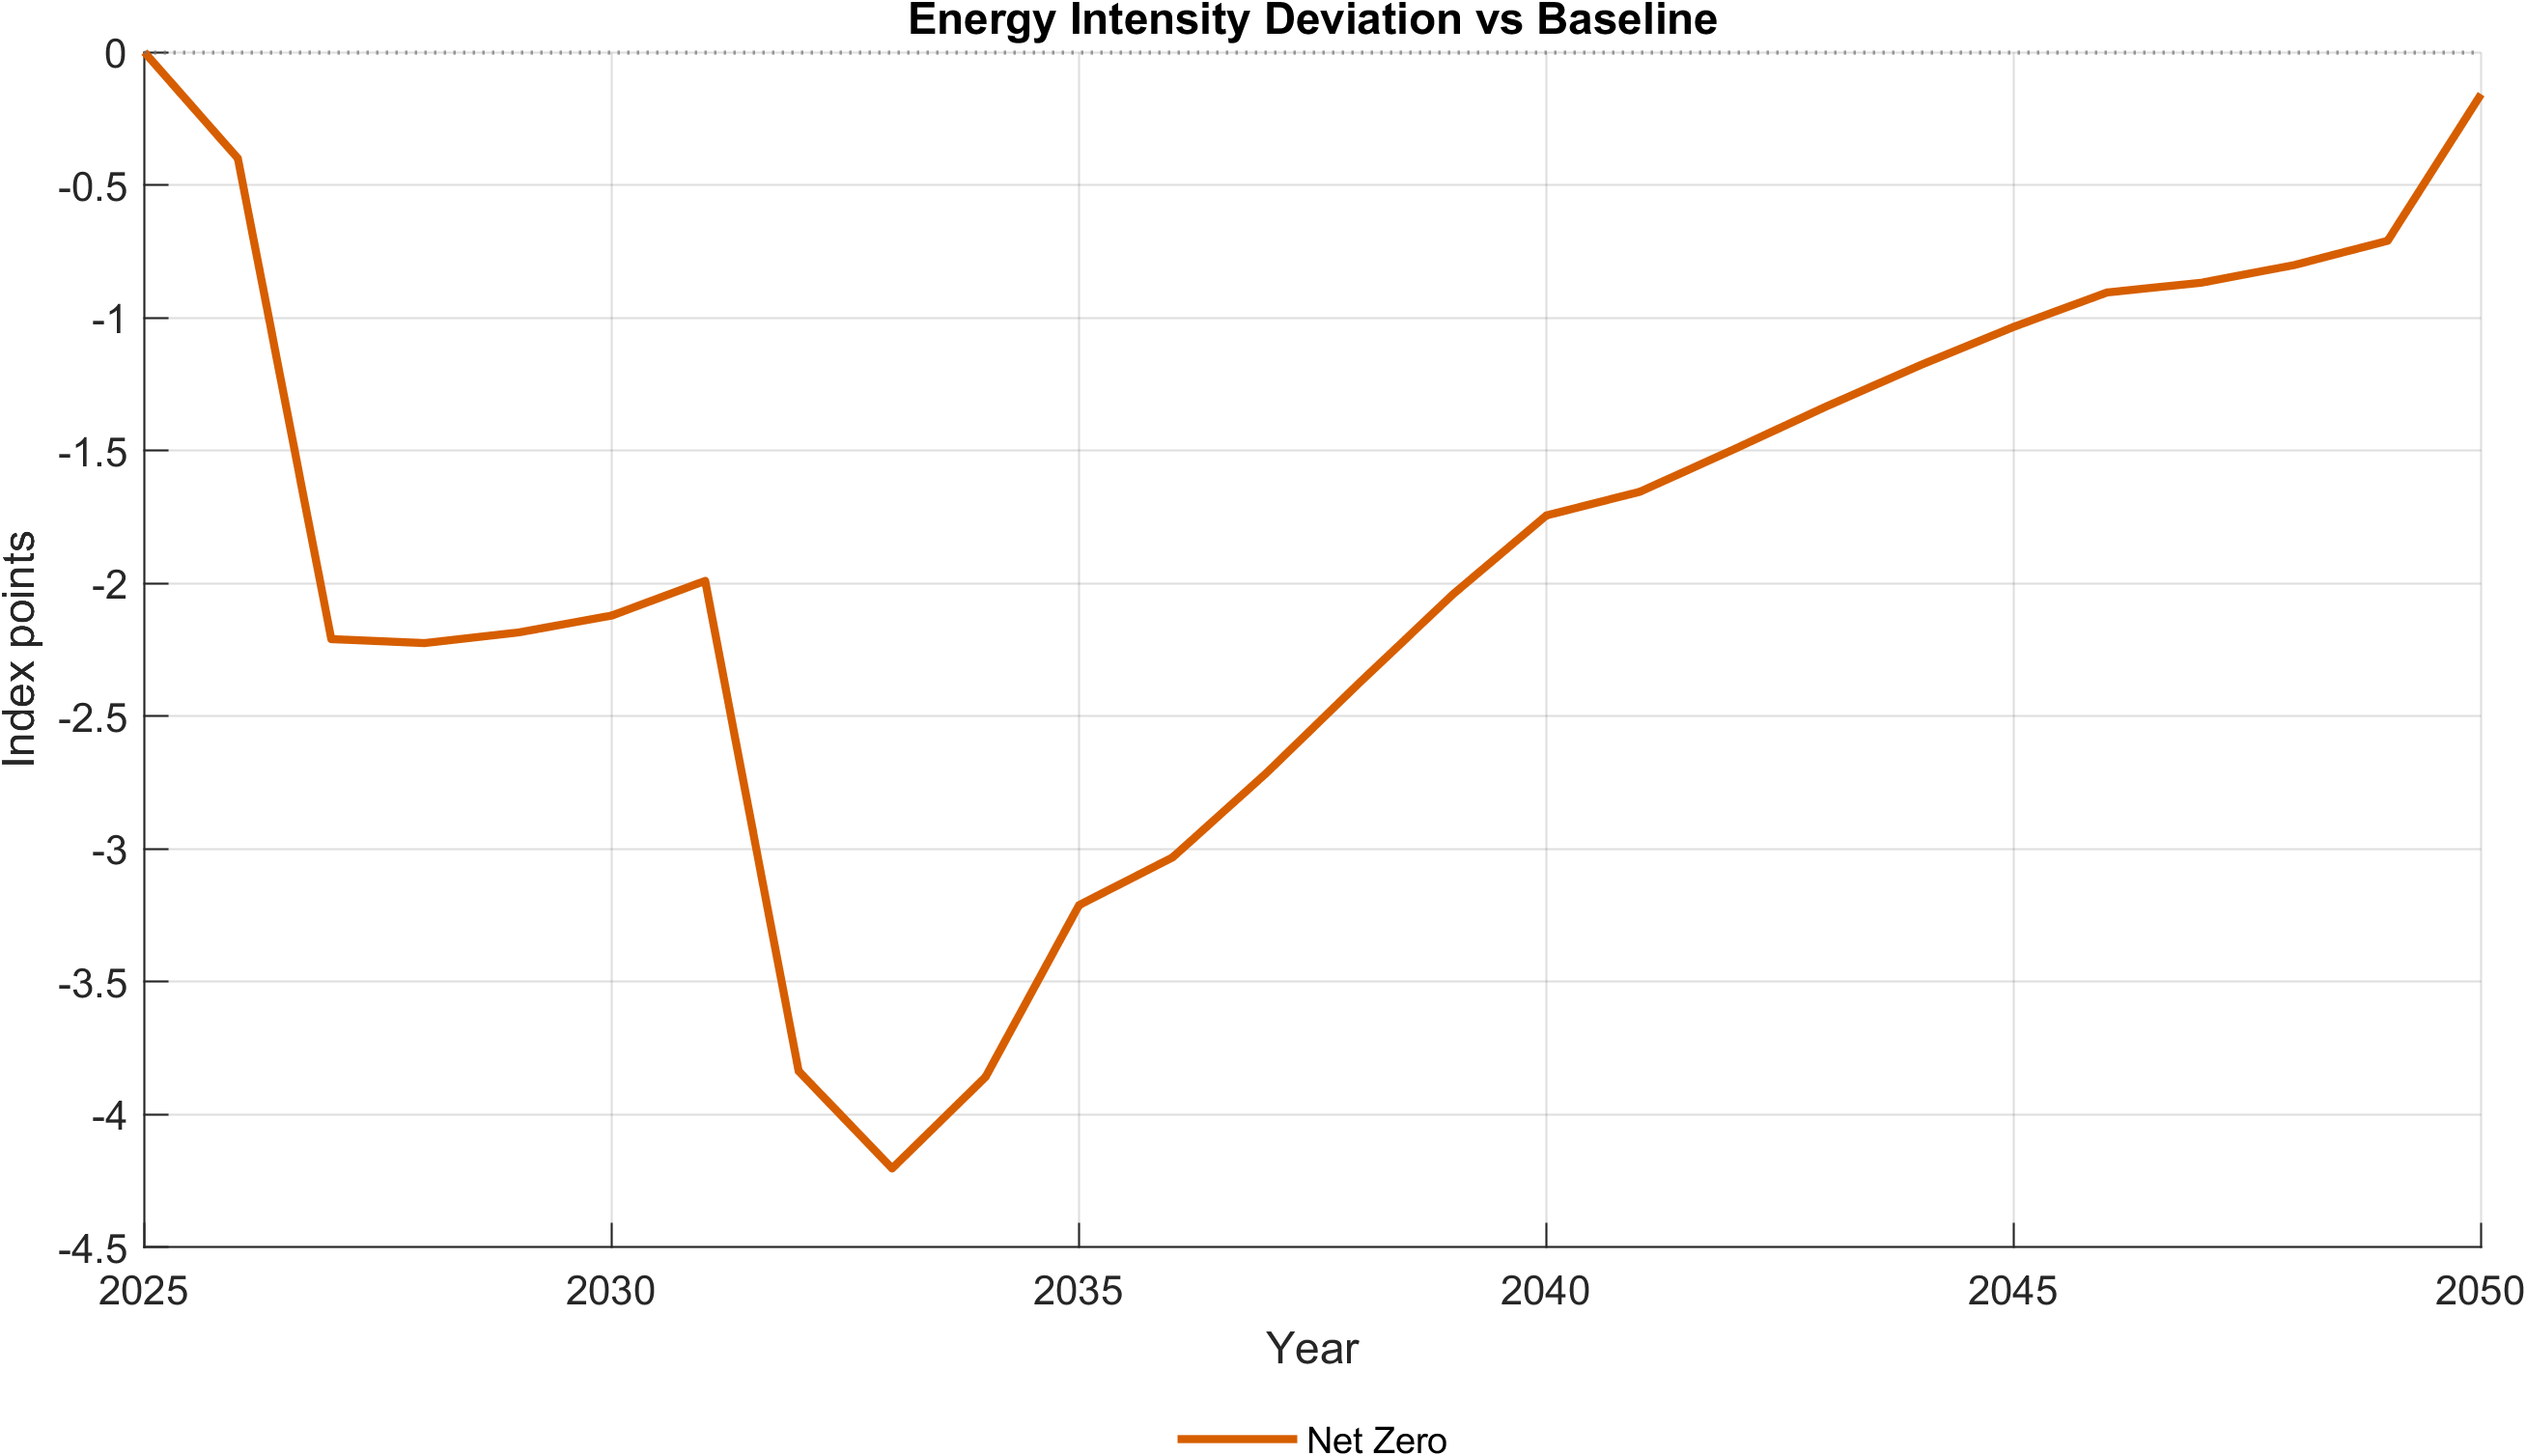 Energy Intensity Deviation vs Baseline
0
-0.5
-1
-1.5
-2
-2.5
-3
-3.5
-4
-4.5
Index points
2025 2030 2035 2040 2045 2050
Year
Net Zero